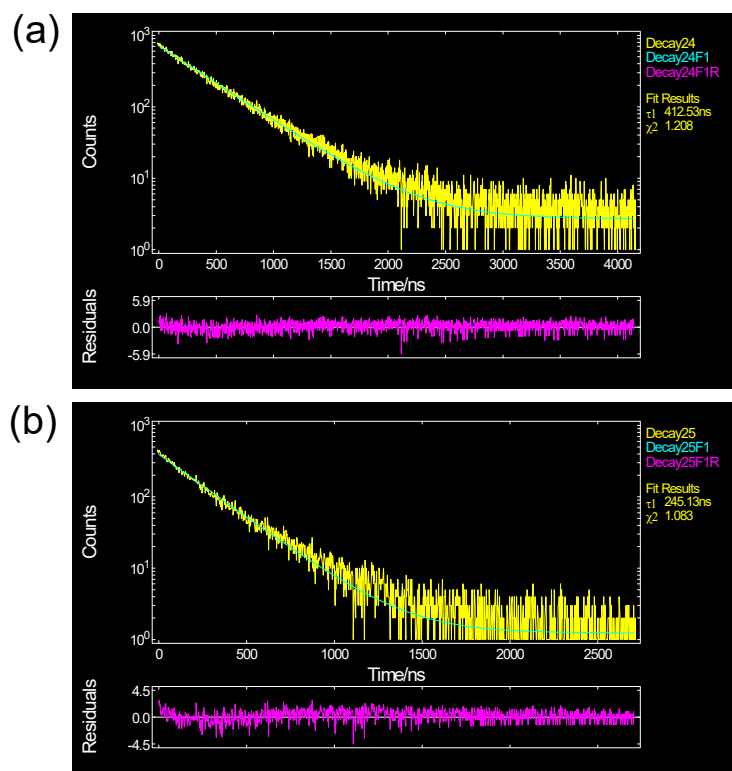 (a)
10³
10²
10¹
10⁰
Counts
0 500 1000 1500 2000 2500 3000 3500 4000
Time/ns
Decay24
Decay24F1
Decay24F1R
Fit Results
τ1 412.53ns
χ2 1.208
5.9
0.0
-5.9
Residuals
(b)
10³
10²
10¹
10⁰
Counts
0 500 1000 1500 2000 2500
Time/ns
Decay25
Decay25F1
Decay25F1R
Fit Results
τ1 245.13ns
χ2 1.083
4.5
0.0
-4.5
Residuals